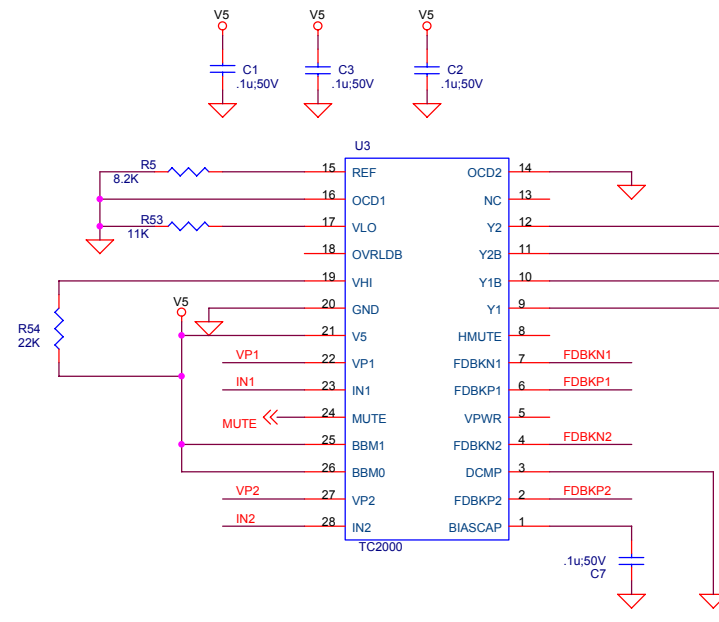 V5 V5 V5
C1 C3 C2
.1u;50V .1u;50V .1u;50V
U3
R5 15 REF OCD2 14
8.2K
16 OCD1 NC 13
R53 17 VLO Y2 12
11K
18 OVRLDB Y2B 11
19 VHI Y1B 10
V5 20 GND Y1 9
R54 21 V5 HMUTE 8
22K
VP1 22 VP1 FDBKN1 7 FDBKN1
IN1 23 IN1 FDBKP1 6 FDBKP1
MUTE 24 MUTE VPWR 5
25 BBM1 FDBKN2 4 FDBKN2
26 BBM0 DCMP 3
VP2 27 VP2 FDBKP2 2 FDBKP2
IN2 28 IN2 BIASCAP 1
TC2000
.1u;50V
C7